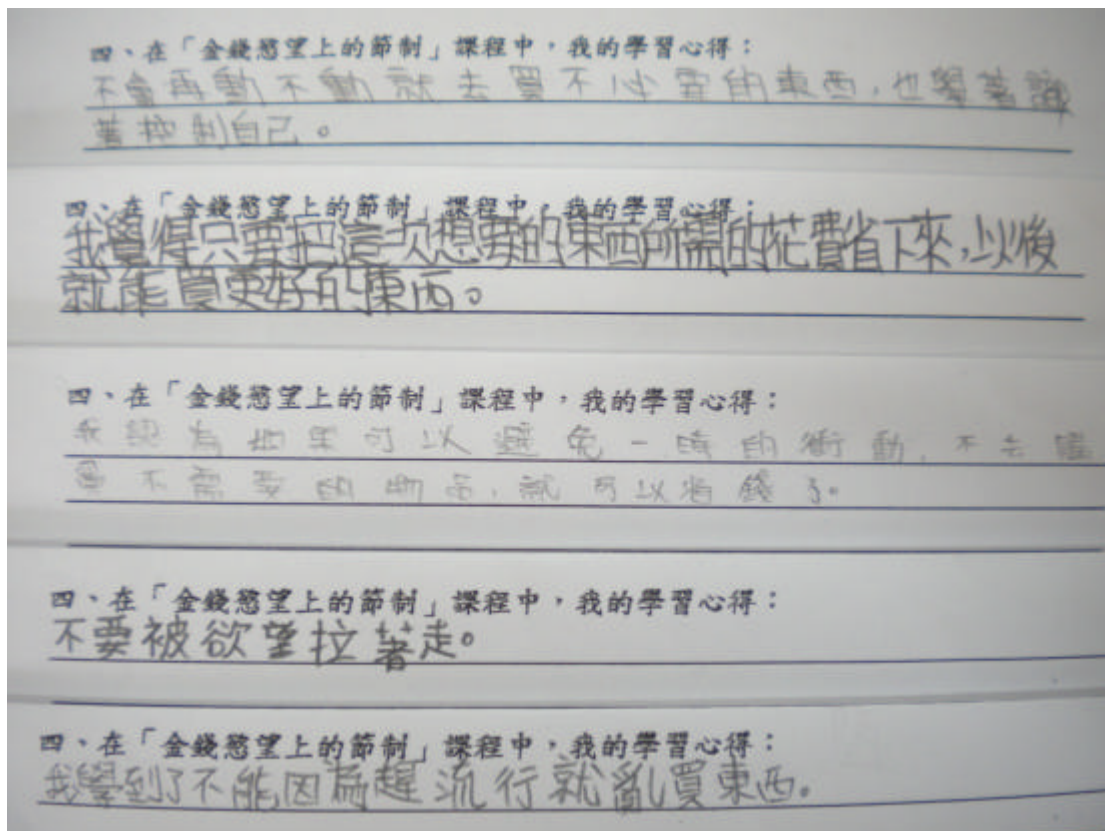 四、在「金錢慾望上的節制」課程中，我的學習心得：
不會再動不動就去買不必要的東西，也學著
著控制自己。
四、在「金錢慾望上的節制」課程中，我的學習心得：
我覺得只要把這次想要的東西所需的花費省下來，以後
就能買更好的東西。
四、在「金錢慾望上的節制」課程中，我的學習心得：
我認為如果可以避免一時的衝動，不去
買不需要的物品，就可以省錢了。
四、在「金錢慾望上的節制」課程中，我的學習心得：
不要被欲望拉著走。
四、在「金錢慾望上的節制」課程中，我的學習心得：
我學到了不能因為趕流行就亂買東西。